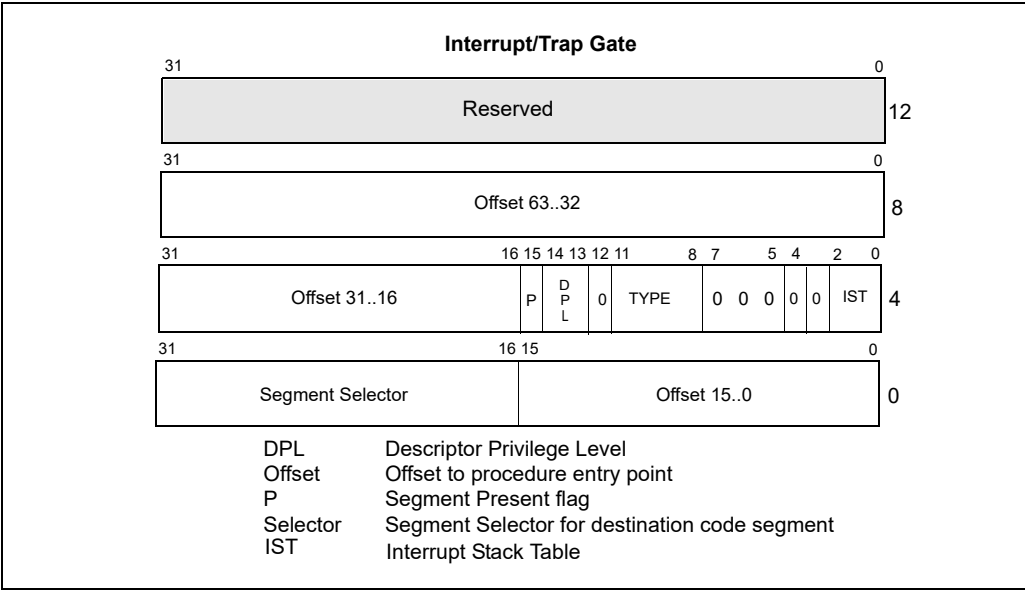 Interrupt/Trap Gate
31 0
Reserved 12
31 0
Offset 63..32 8
31 16 15 14 13 12 11 8 7 5 4 2 0
Offset 31..16 P DPL 0 TYPE 0 0 0 0 0 IST 4
31 16 15 0
Segment Selector Offset 15..0 0
DPL Descriptor Privilege Level
Offset Offset to procedure entry point
P Segment Present flag
Selector Segment Selector for destination code segment
IST Interrupt Stack Table